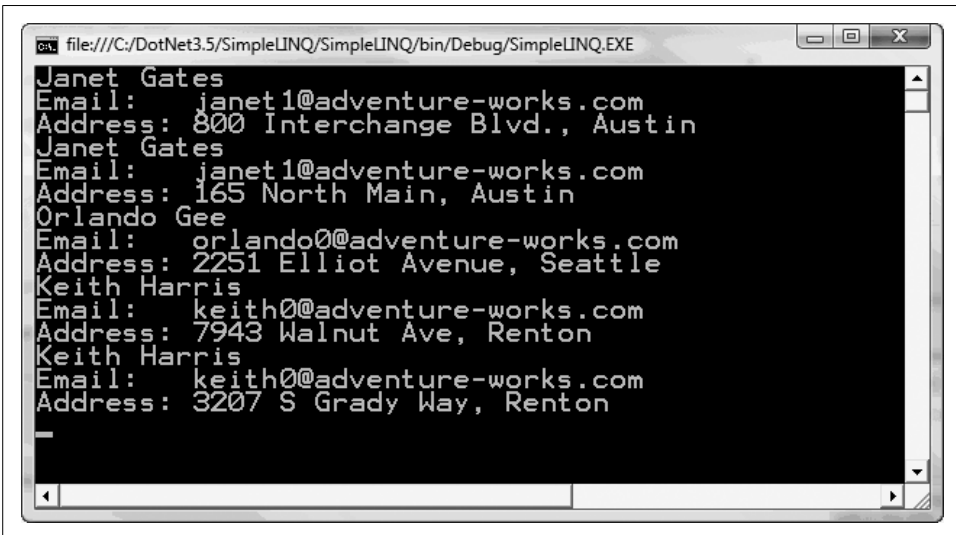 file:///C:/DotNet3.5/SimpleLINQ/SimpleLINQ/bin/Debug/SimpleLINQ.EXE
Janet Gates
Email:   janet1@adventure-works.com
Address: 800 Interchange Blvd., Austin
Janet Gates
Email:   janet1@adventure-works.com
Address: 165 North Main, Austin
Orlando Gee
Email:   orlando0@adventure-works.com
Address: 2251 Elliot Avenue, Seattle
Keith Harris
Email:   keith0@adventure-works.com
Address: 7943 Walnut Ave, Renton
Keith Harris
Email:   keith0@adventure-works.com
Address: 3207 S Grady Way, Renton